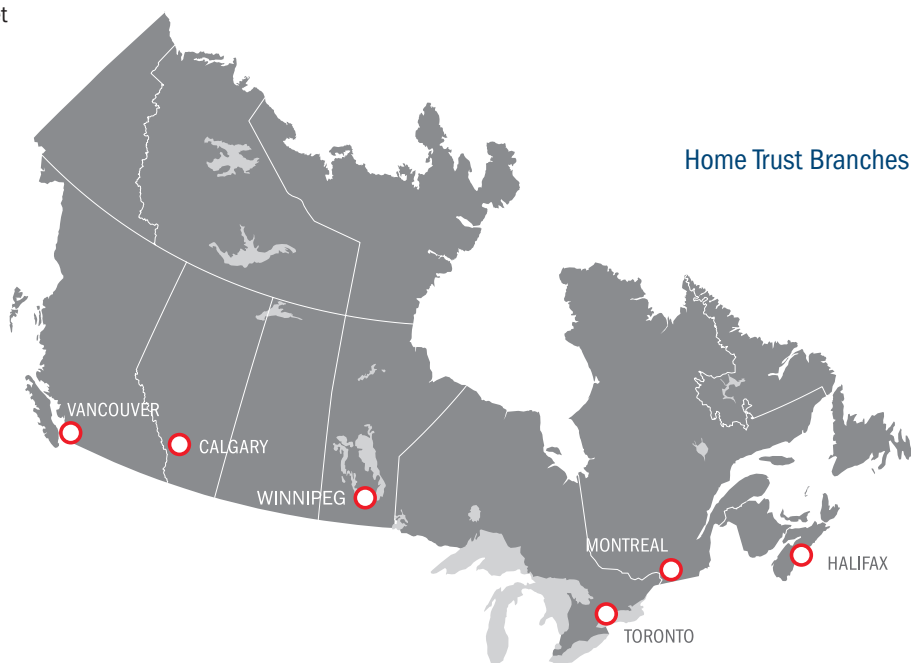 Home Trust Branches
VANCOUVER
CALGARY
WINNIPEG
MONTREAL
HALIFAX
TORONTO